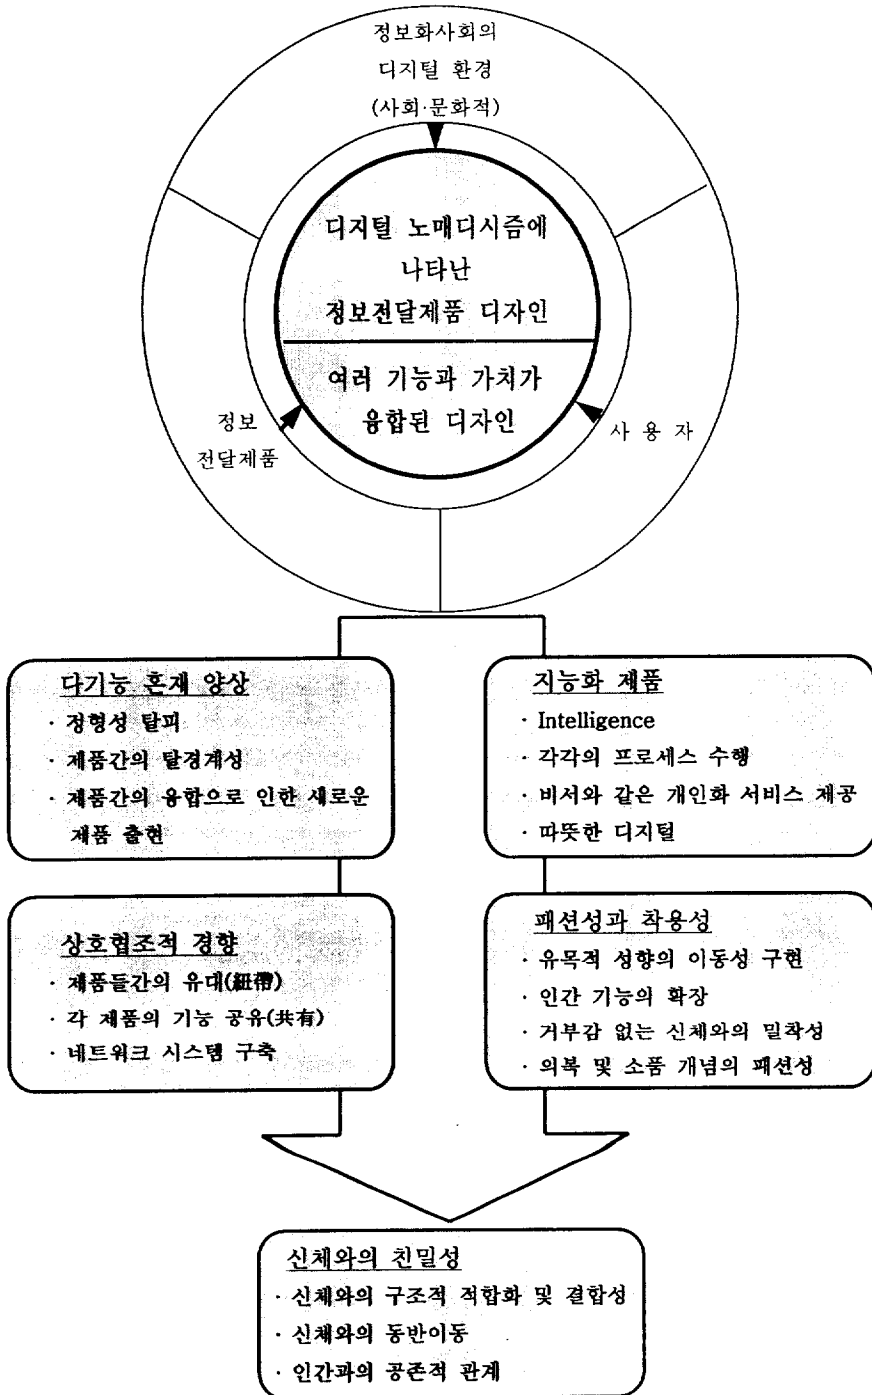 정보화사회의
디지털 환경
(사회·문화적)
디지털 노매디시즘에
나타난
정보전달제품 디자인
여러 기능과 가치가
융합된 디자인
정보
전달제품
사 용 자
다기능 혼재 양상
· 정형성 탈피
· 제품간의 탈경계성
· 제품간의 융합으로 인한 새로운
제품 출현
지능화 제품
· Intelligence
· 각각의 프로세스 수행
· 비서와 같은 개인화 서비스 제공
· 따뜻한 디지털
상호협조적 경향
· 제품들간의 유대(紐帶)
· 각 제품의 기능 공유(共有)
· 네트워크 시스템 구축
패션성과 착용성
· 유목적 성향의 이동성 구현
· 인간 기능의 확장
· 거부감 없는 신체와의 밀착성
· 의복 및 소품 개념의 패션성
신체와의 친밀성
· 신체와의 구조적 적합화 및 결합성
· 신체와의 동반이동
· 인간과의 공존적 관계